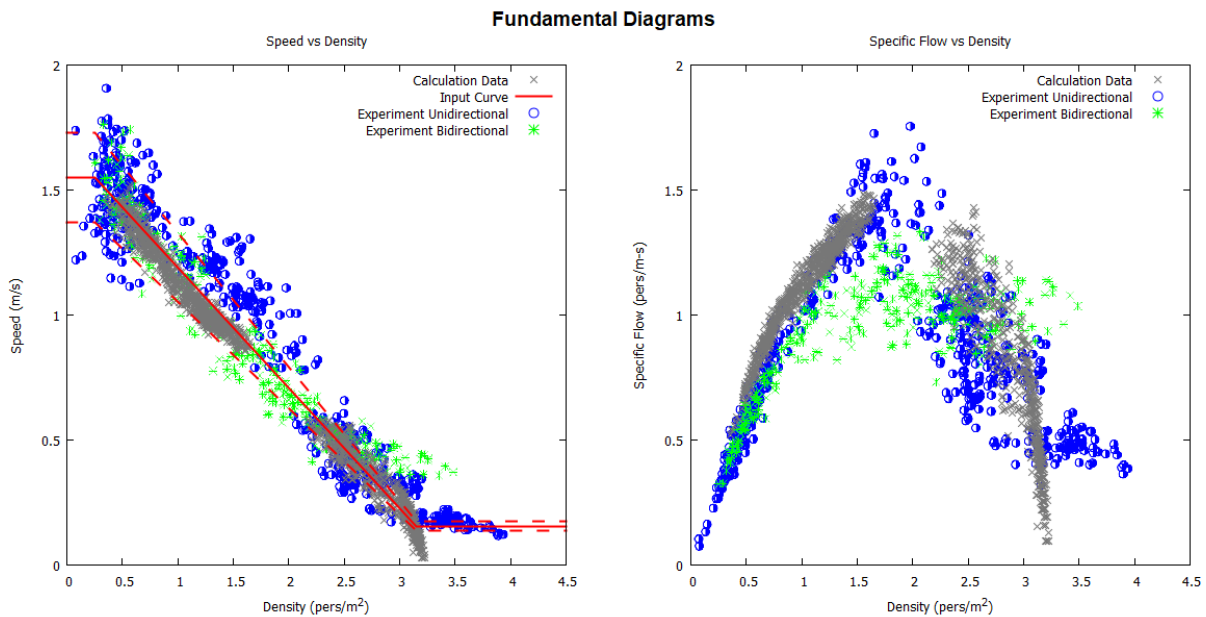 Fundamental Diagrams
Speed vs Density
2
1.5
1
0.5
0
Speed (m/s)
Calculation Data
Input Curve
Experiment Unidirectional
Experiment Bidirectional
0 0.5 1 1.5 2 2.5 3 3.5 4 4.5
Density (pers/m²)
Specific Flow vs Density
2
1.5
1
0.5
0
Specific Flow (pers/m-s)
Calculation Data
Experiment Unidirectional
Experiment Bidirectional
0 0.5 1 1.5 2 2.5 3 3.5 4 4.5
Density (pers/m²)